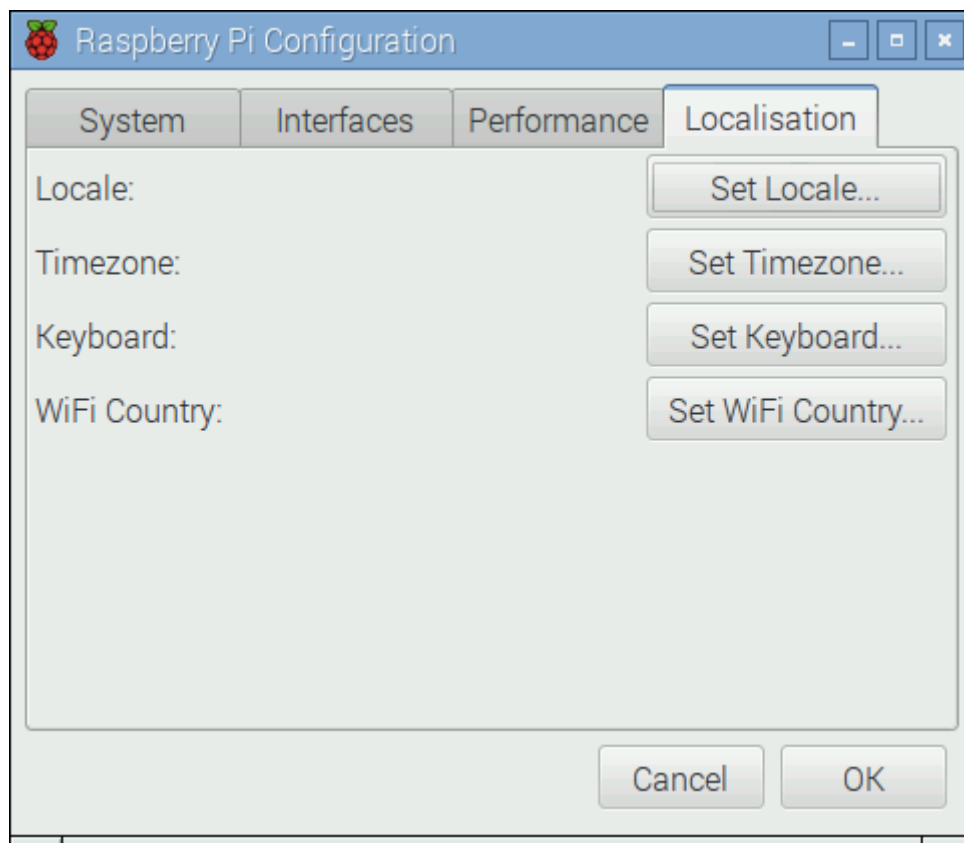 Raspberry Pi Configuration
System Interfaces Performance Localisation
Locale: Set Locale...
Timezone: Set Timezone...
Keyboard: Set Keyboard...
WiFi Country: Set WiFi Country...
Cancel OK